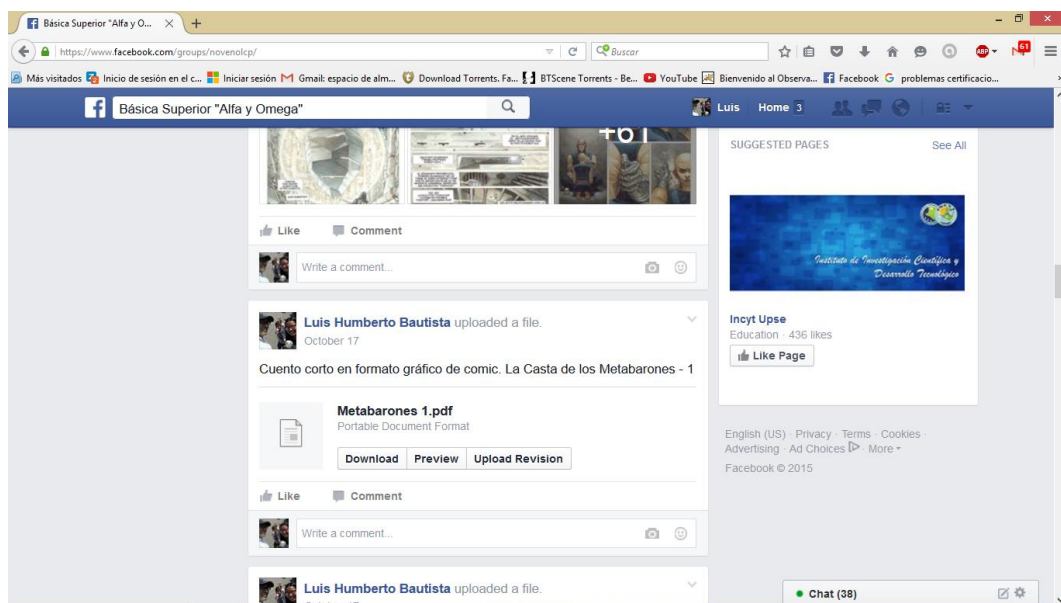 Básica Superior "Alfa y O...
https://www.facebook.com/groups/novenolcp/
Buscar
ABP
61
Más visitados
Inicio de sesión en el c...
Iniciar sesión
Gmail: espacio de alm...
Download Torrents. Fa...
BTScene Torrents - Be...
YouTube
Bienvenido al Observa...
Facebook
problemas certificacio...
Básica Superior "Alfa y Omega"
Luis
Home 3
+61
Like
Comment
Write a comment...
Luis Humberto Bautista uploaded a file.
October 17
Cuento corto en formato gráfico de comic. La Casta de los Metabarones - 1
Metabarones 1.pdf
Portable Document Format
Download
Preview
Upload Revision
Like
Comment
Write a comment...
Luis Humberto Bautista uploaded a file.
SUGGESTED PAGES
See All
Instituto de Investigación Científica y
Desarrollo Tecnológico
Incyt Upse
Education · 436 likes
Like Page
English (US) · Privacy · Terms · Cookies ·
Advertising · Ad Choices · More
Facebook © 2015
Chat (38)